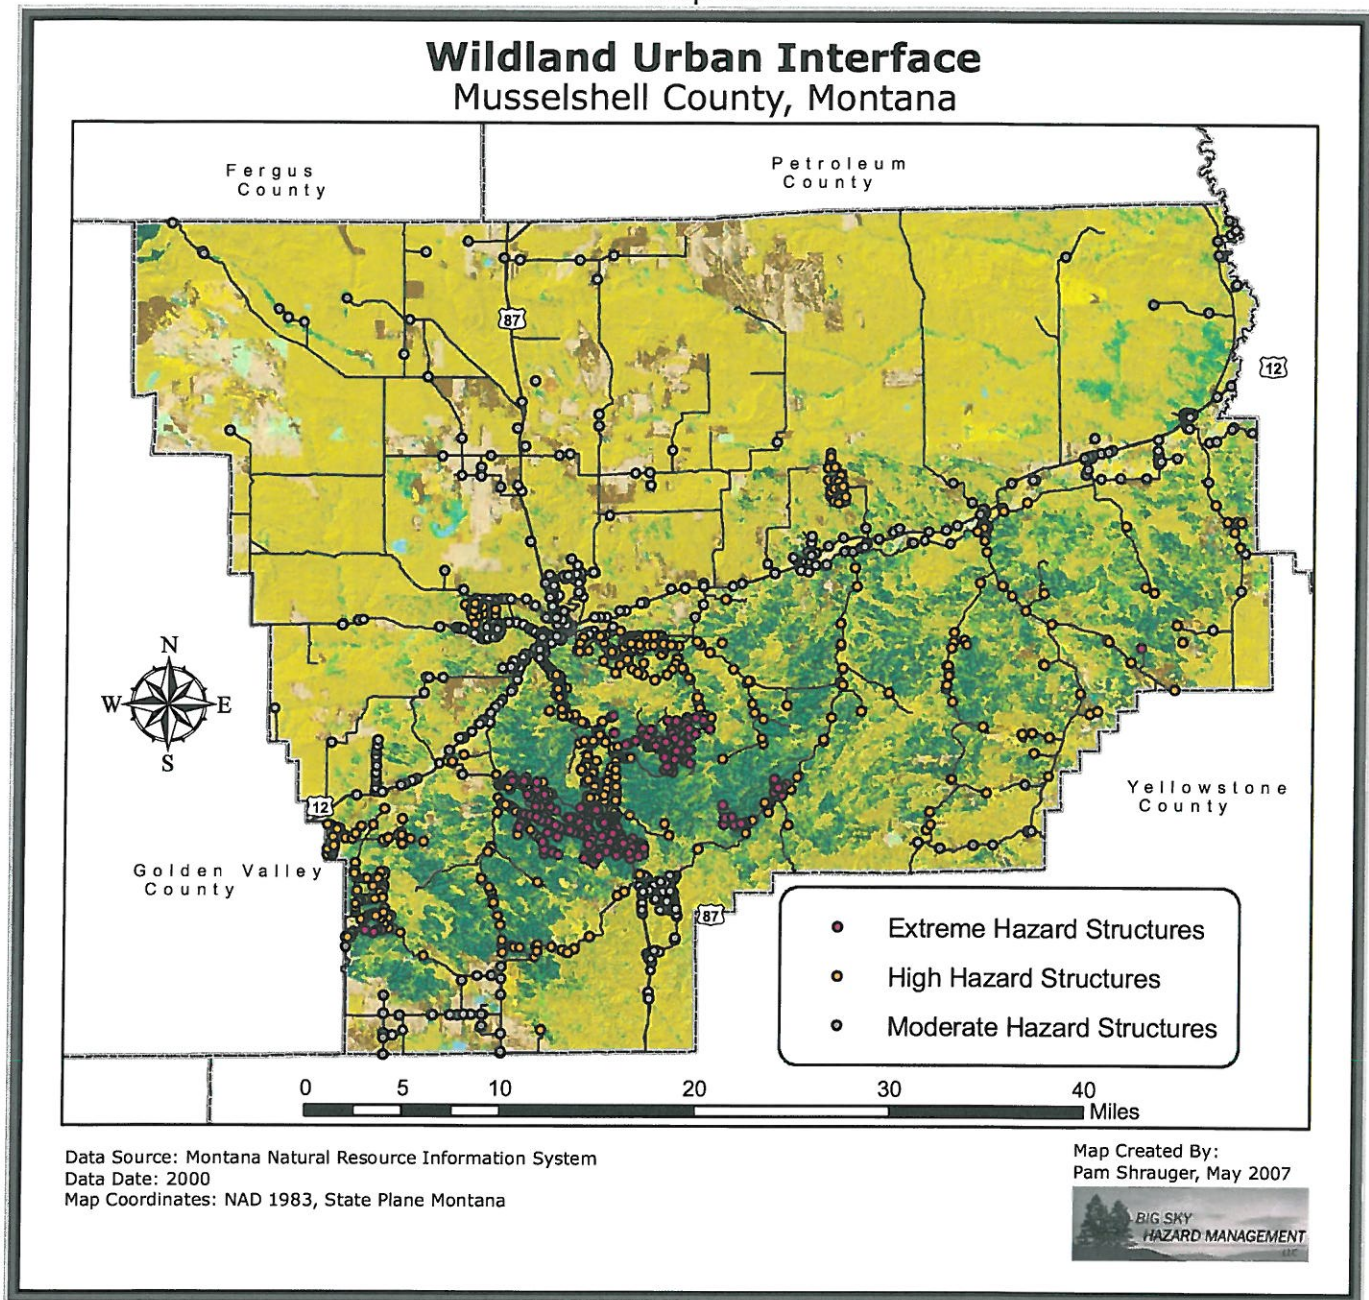 Wildland Urban Interface
Musselshell County, Montana
Fergus
County
Petroleum
County
87
12
N
W
E
S
12
Yellowstone
County
Golden Valley
County
87
Extreme Hazard Structures
High Hazard Structures
Moderate Hazard Structures
0 5 10 20 30 40
Miles
Data Source: Montana Natural Resource Information System
Data Date: 2000
Map Coordinates: NAD 1983, State Plane Montana
Map Created By:
Pam Shrauger, May 2007
BIG SKY
HAZARD MANAGEMENT
LLC